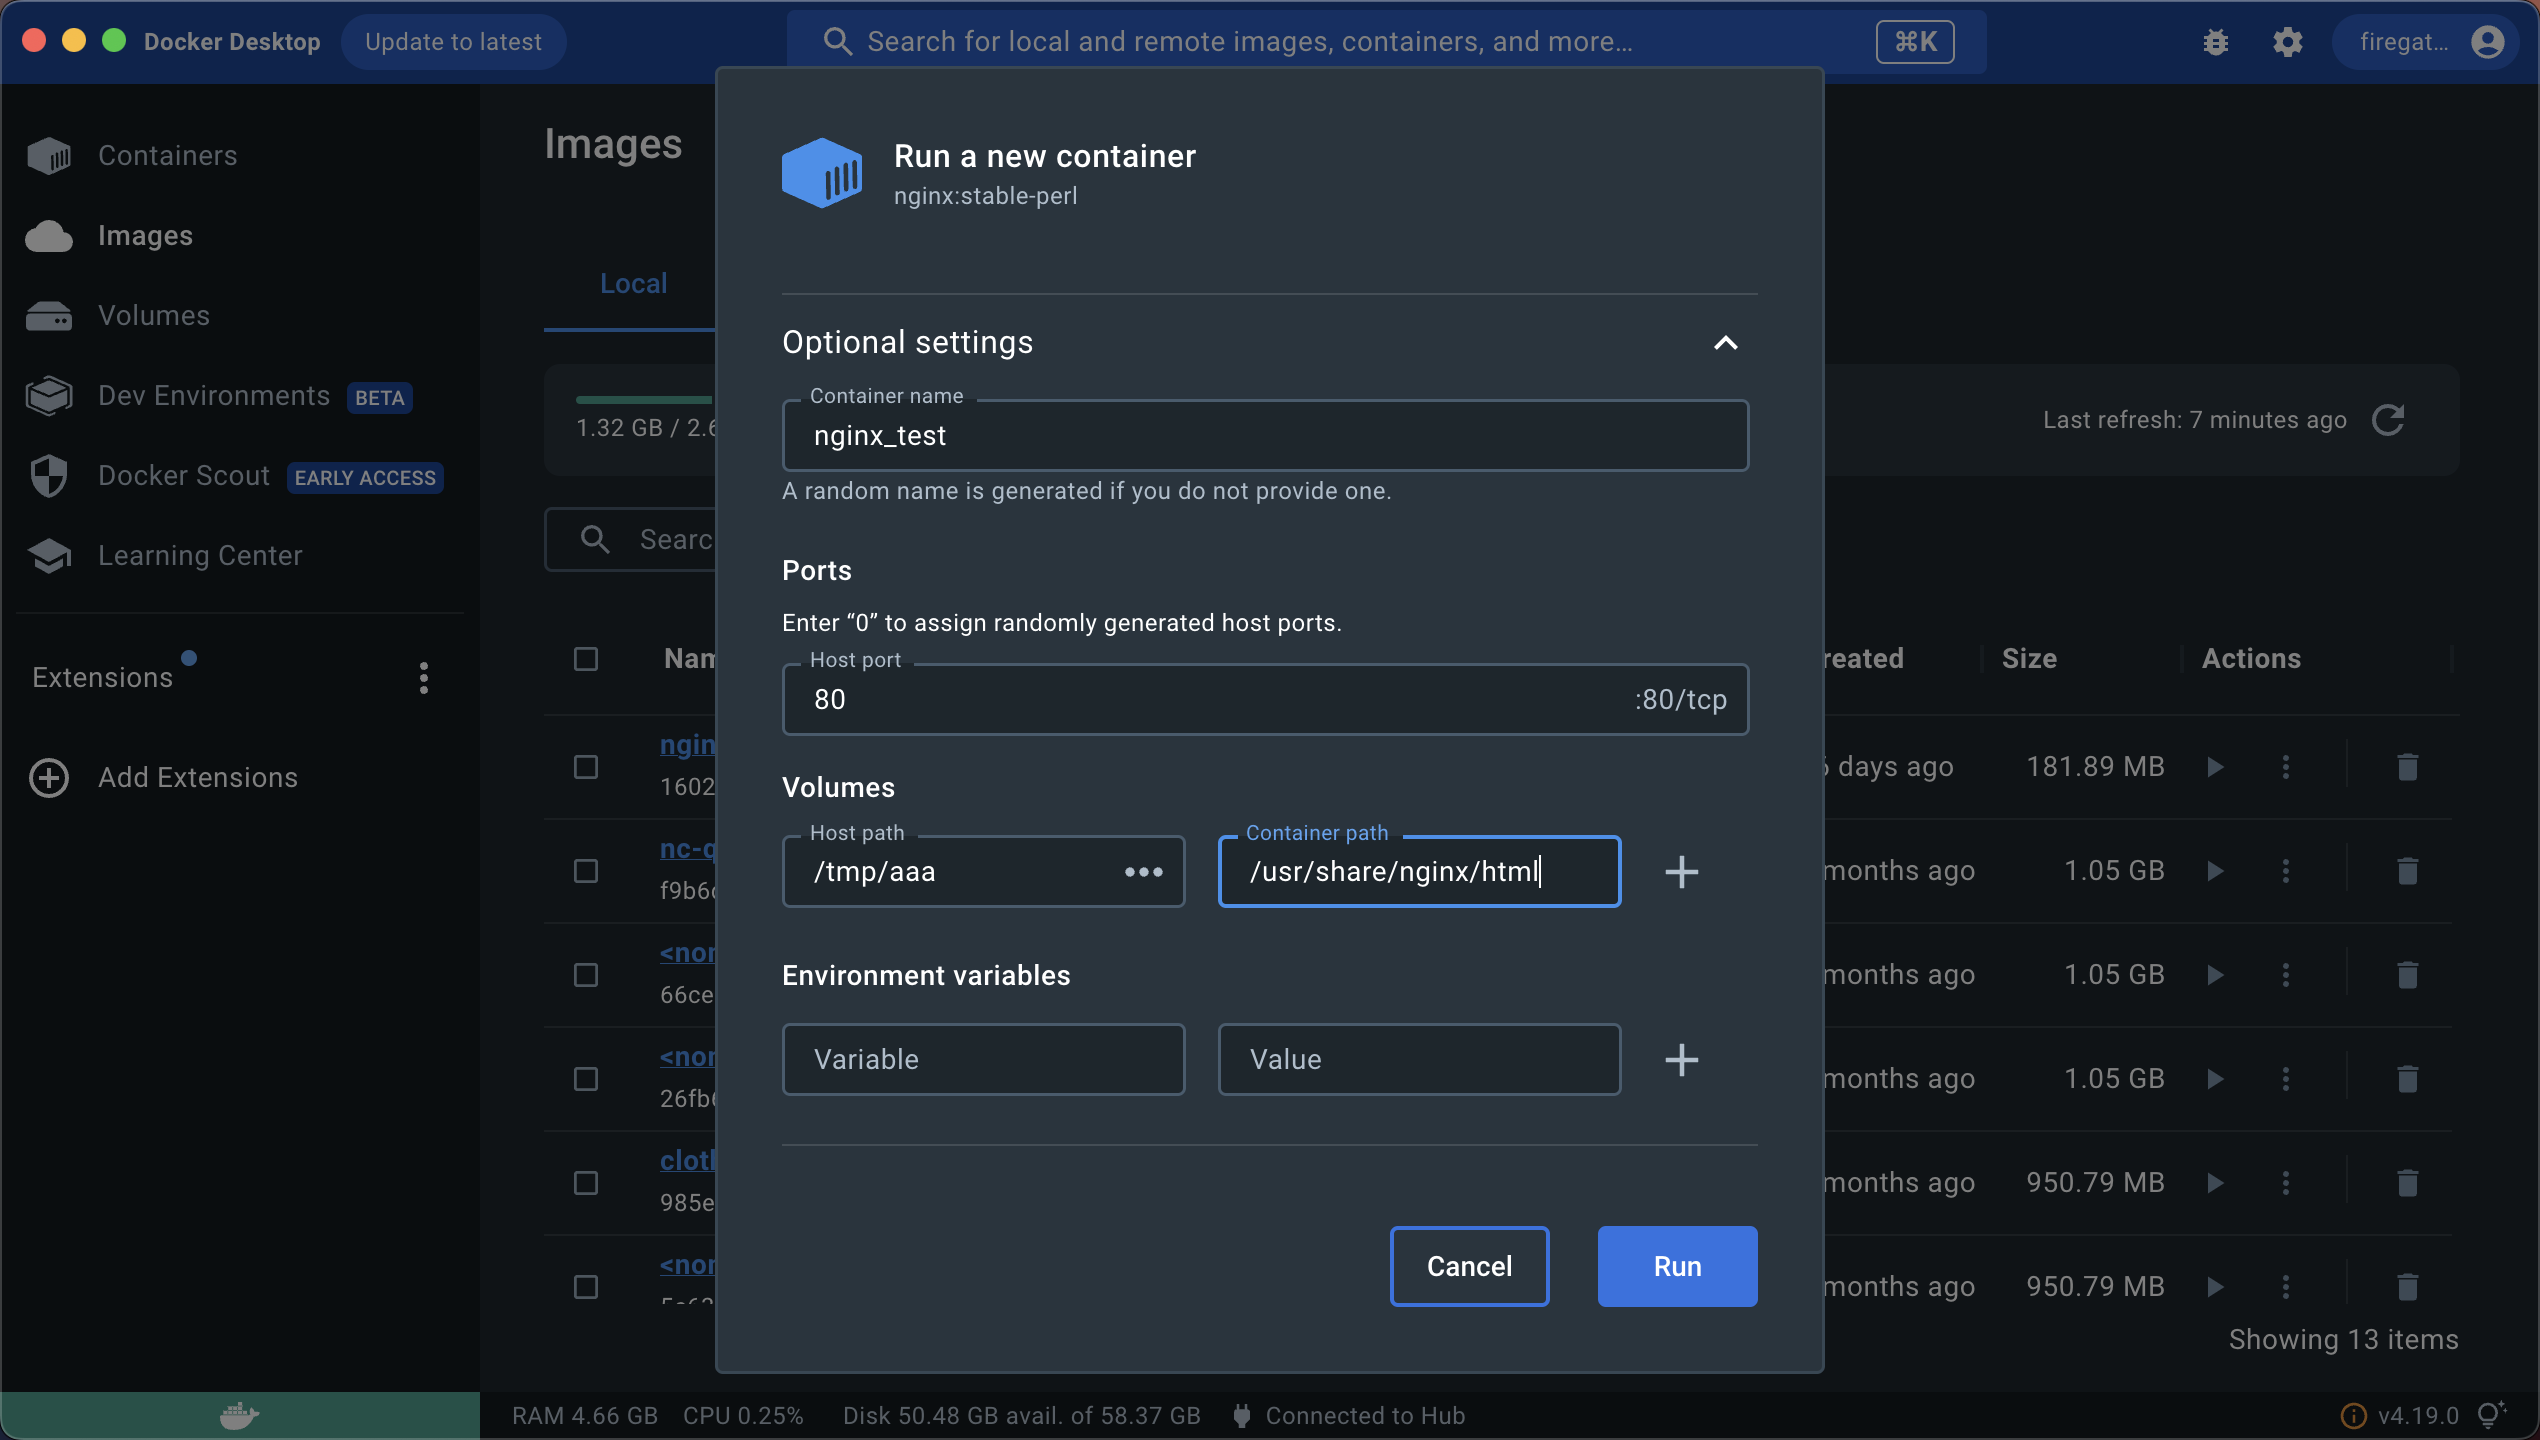 Docker Desktop
Update to latest
Search for local and remote images, containers, and more...
⌘K
firegat...
Containers
Images
Volumes
Dev Environments BETA
Docker Scout EARLY ACCESS
Learning Center
Extensions
Add Extensions
Images
Local
1.32 GB / 2.6
Last refresh: 7 minutes ago
Searc
Nam
reated
Size
Actions
ngin
1602
days ago
181.89 MB
nc-q
f9b6
months ago
1.05 GB
<non
66ce
months ago
1.05 GB
<non
26fb6
months ago
1.05 GB
clotl
985e
months ago
950.79 MB
<non
months ago
950.79 MB
Showing 13 items
Run a new container
nginx:stable-perl
Optional settings
Container name
nginx_test
A random name is generated if you do not provide one.
Ports
Enter “0” to assign randomly generated host ports.
Host port
80
:80/tcp
Volumes
Host path
/tmp/aaa
Container path
/usr/share/nginx/html
Environment variables
Variable
Value
Cancel
Run
RAM 4.66 GB CPU 0.25% Disk 50.48 GB avail. of 58.37 GB Connected to Hub
v4.19.0